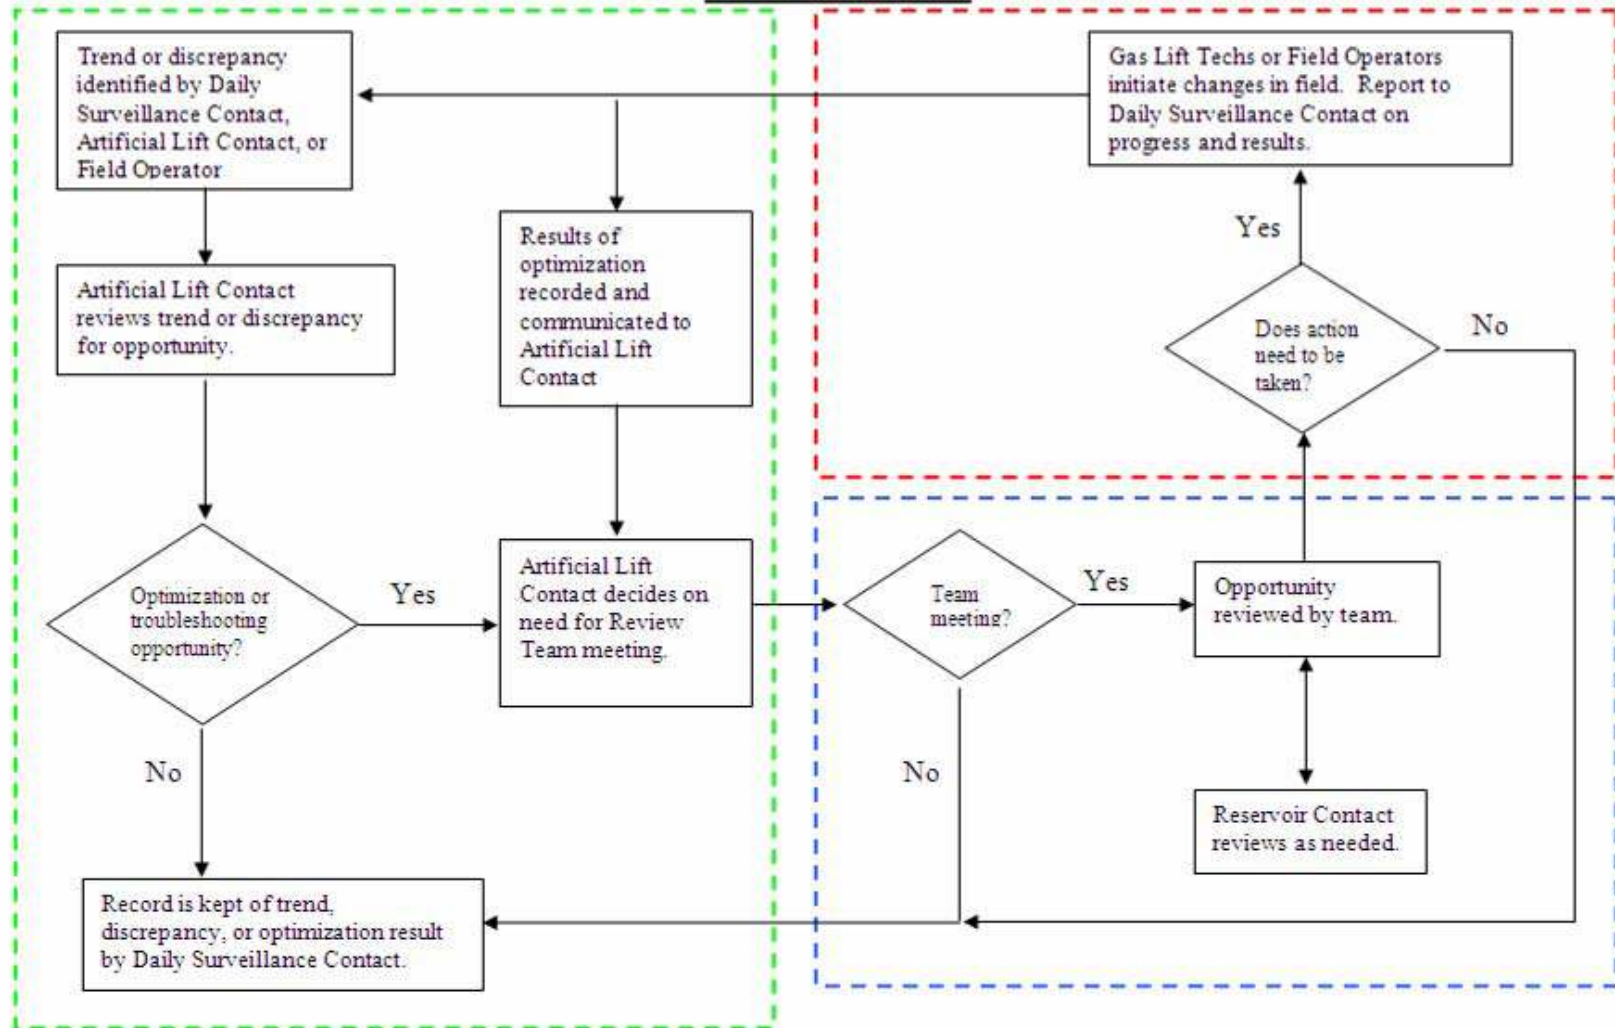 Trend or discrepancy
identified by Daily
Surveillance Contact,
Artificial Lift Contact, or
Field Operator
Artificial Lift Contact
reviews trend or discrepancy
for opportunity.
Optimization or
troubleshooting
opportunity?
Yes
No
Record is kept of trend,
discrepancy, or optimization result
by Daily Surveillance Contact.
Results of
optimization
recorded and
communicated to
Artificial Lift
Contact
Artificial Lift
Contact decides on
need for Review
Team meeting.
Team
meeting?
Yes
No
Opportunity
reviewed by team.
Reservoir Contact
reviews as needed.
Does action
need to be
taken?
Yes
No
Gas Lift Techs or Field Operators
initiate changes in field.  Report to
Daily Surveillance Contact on
progress and results.